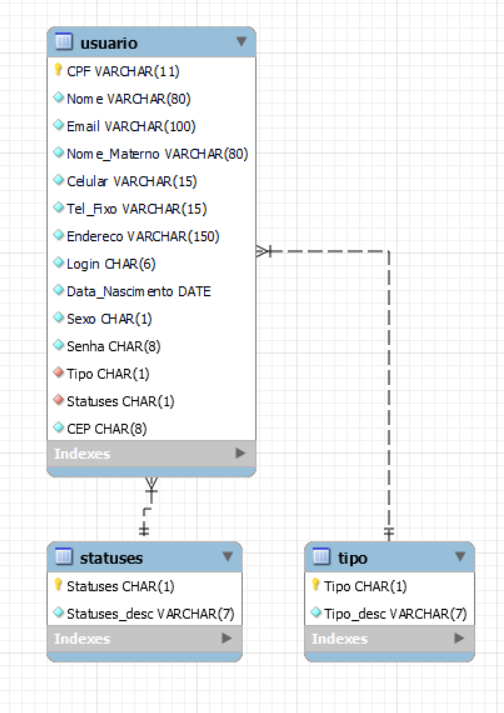 usuario
CPF VARCHAR(11)
Nome VARCHAR(80)
Email VARCHAR(100)
Nome_Materno VARCHAR(80)
Celular VARCHAR(15)
Tel_Fixo VARCHAR(15)
Endereco VARCHAR(150)
Login CHAR(6)
Data_Nascimento DATE
Sexo CHAR(1)
Senha CHAR(8)
Tipo CHAR(1)
Statuses CHAR(1)
CEP CHAR(8)
Indexes
statuses
Statuses CHAR(1)
Statuses_desc VARCHAR(7)
Indexes
tipo
Tipo CHAR(1)
Tipo_desc VARCHAR(7)
Indexes